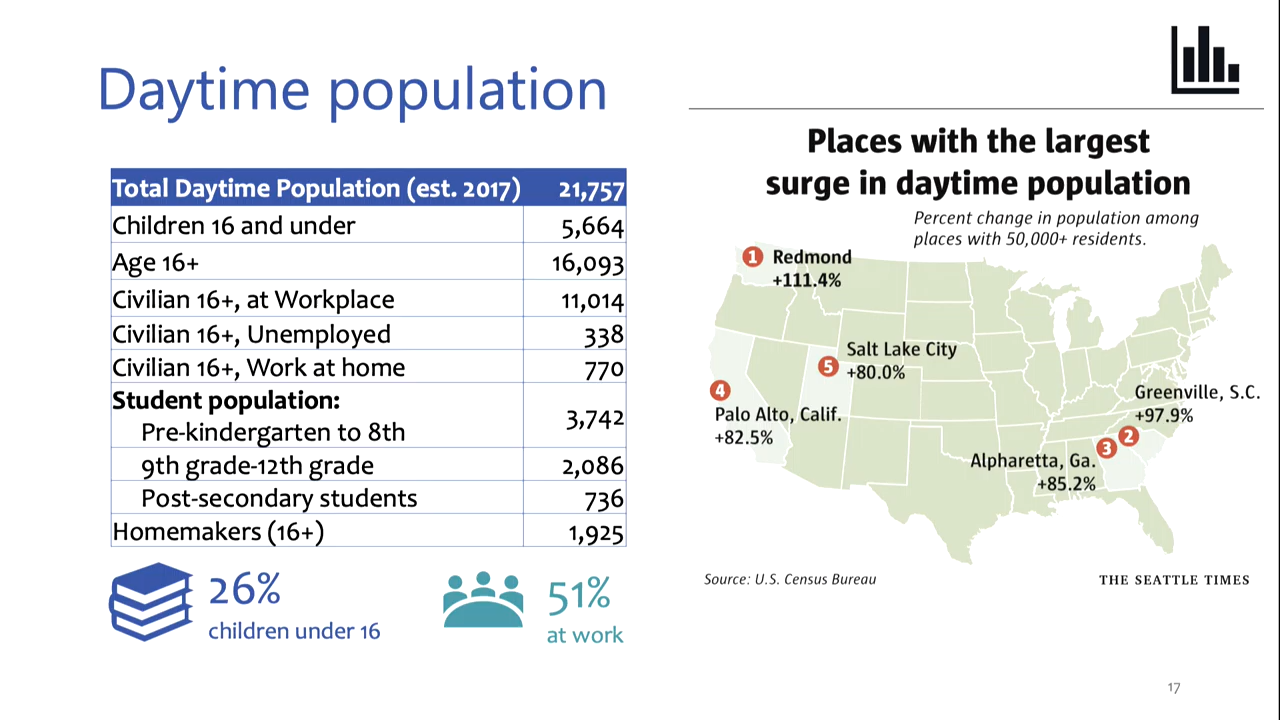 Daytime population
Total Daytime Population (est. 2017) 21,757
Children 16 and under 5,664
Age 16+ 16,093
Civilian 16+, at Workplace 11,014
Civilian 16+, Unemployed 338
Civilian 16+, Work at home 770
Student population:
Pre-kindergarten to 8th 3,742
9th grade-12th grade 2,086
Post-secondary students 736
Homemakers (16+) 1,925
26%
children under 16
51%
at work
Places with the largest
surge in daytime population
Percent change in population among
places with 50,000+ residents.
1 Redmond
+111.4%
5 Salt Lake City
+80.0%
4
Palo Alto, Calif.
+82.5%
Greenville, S.C.
+97.9%
2
3
Alpharetta, Ga.
+85.2%
Source: U.S. Census Bureau
THE SEATTLE TIMES
17